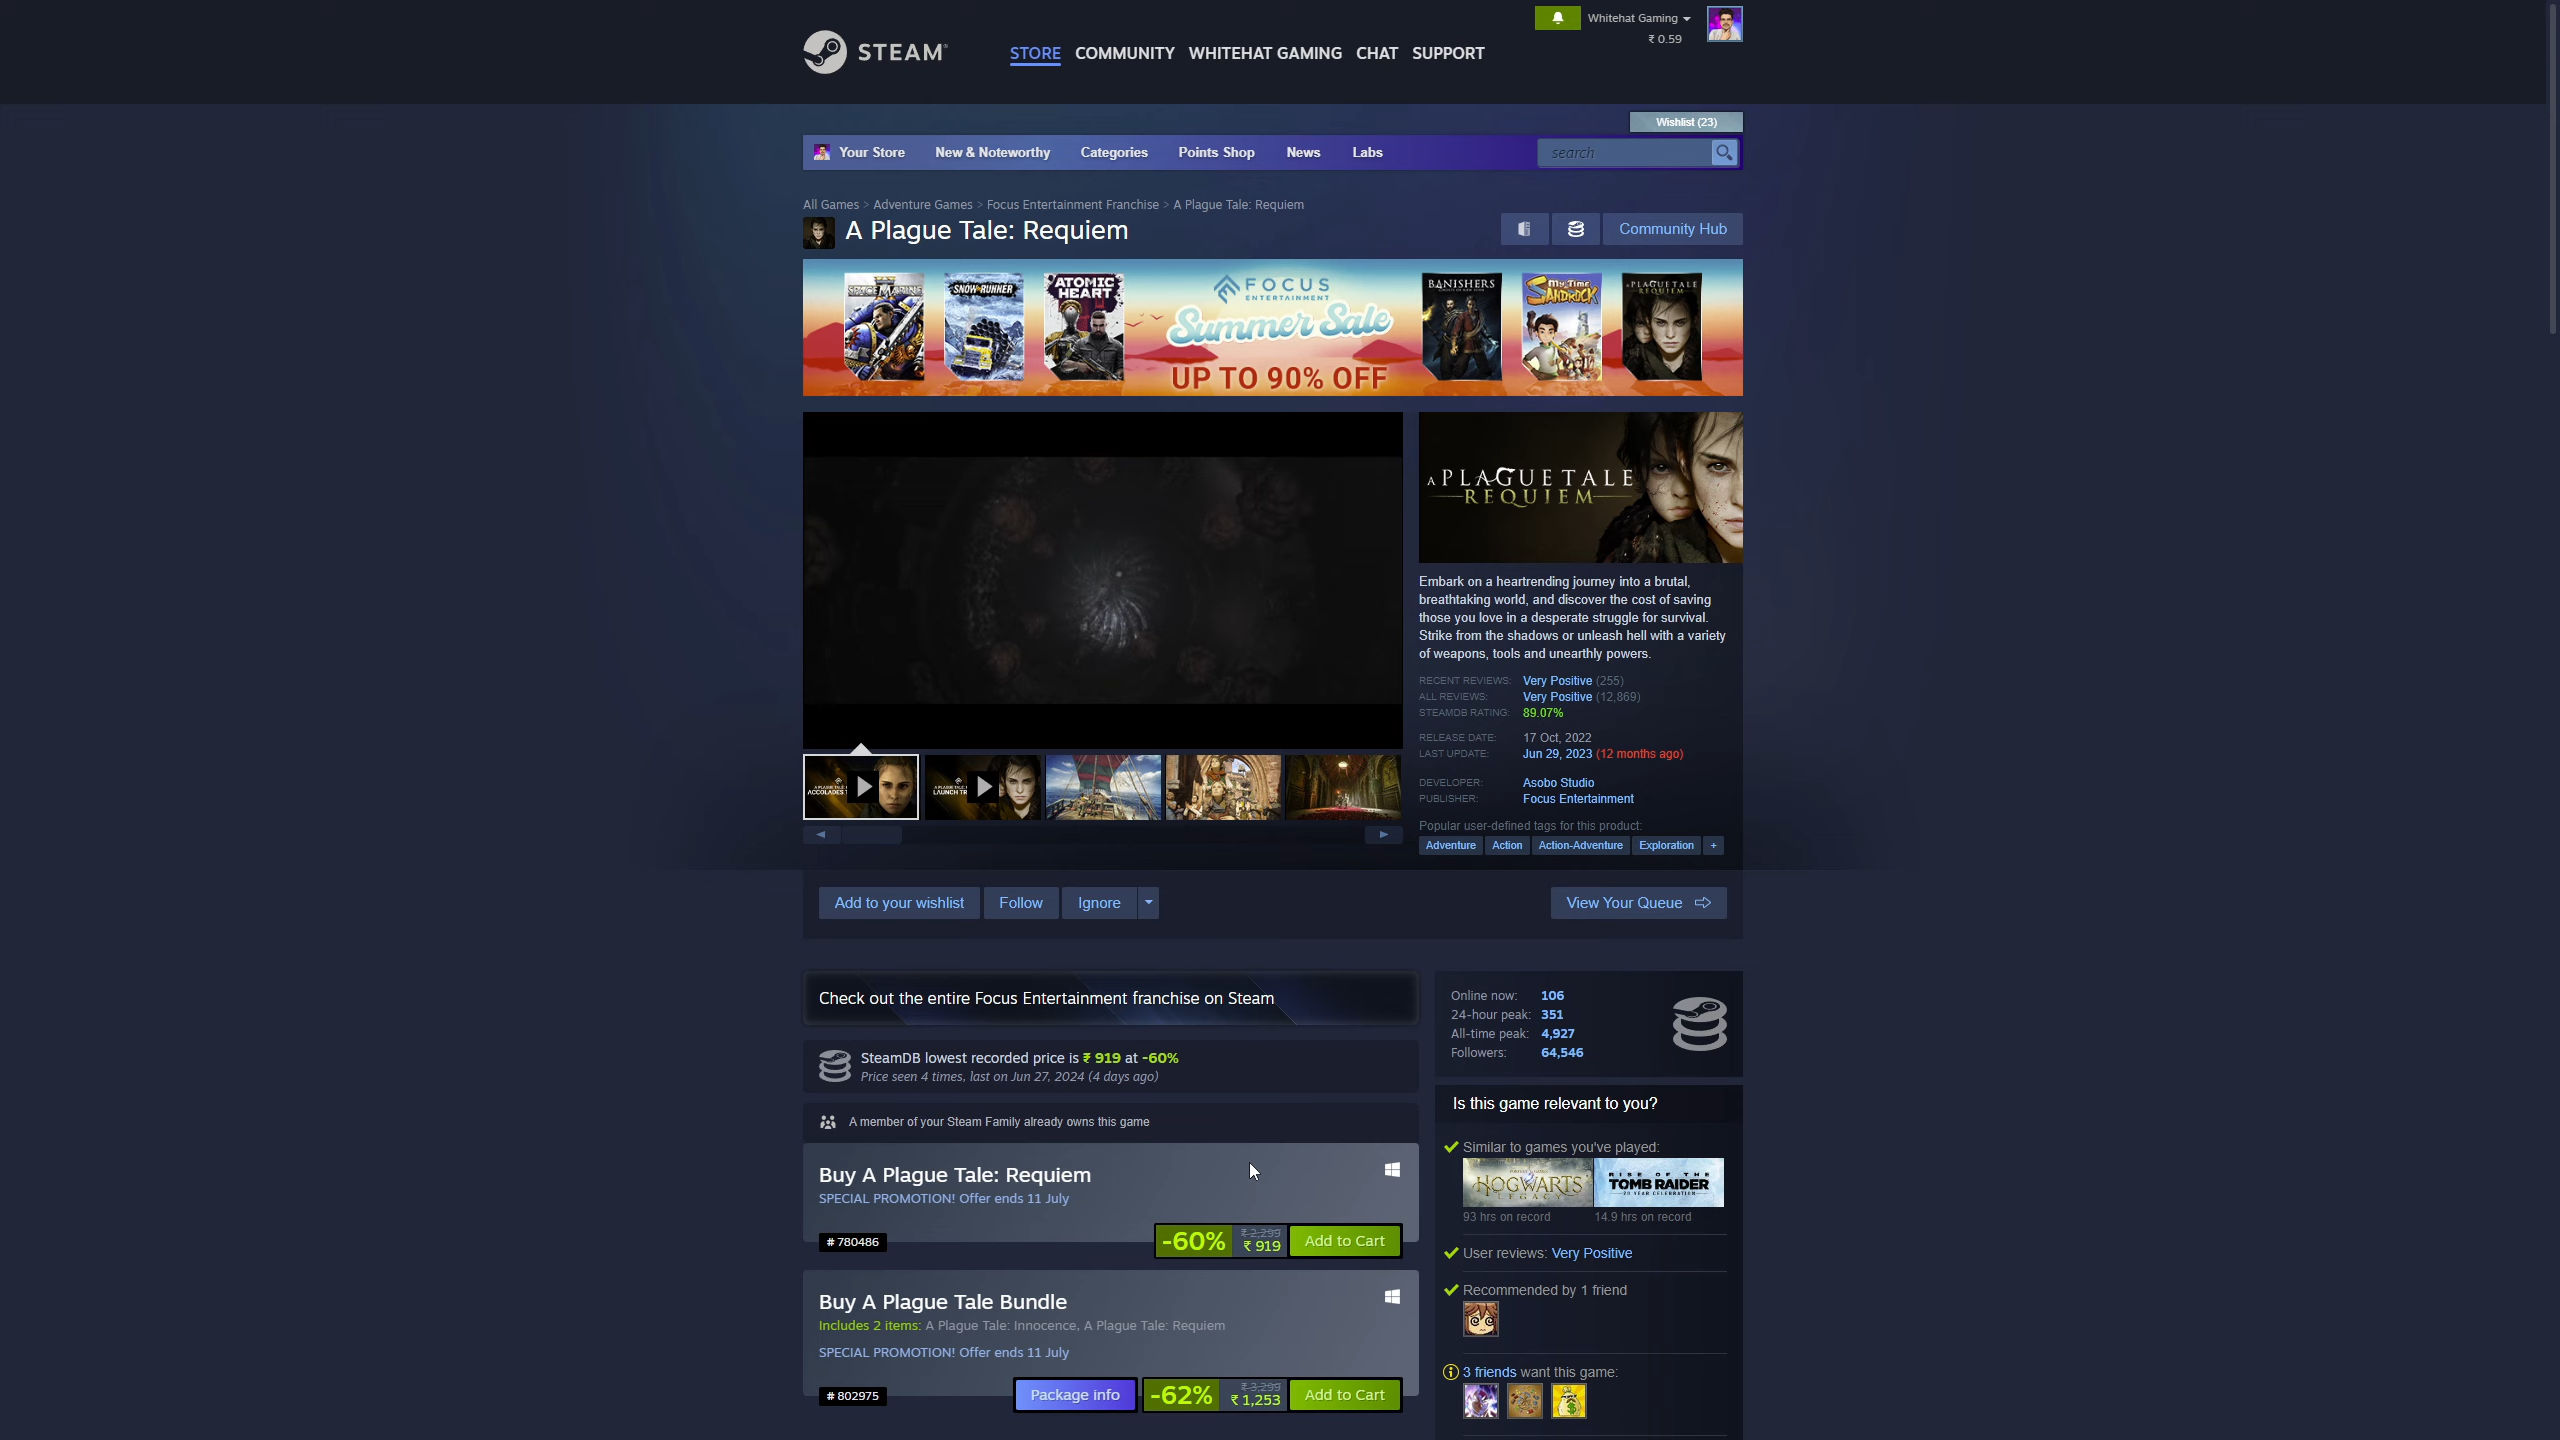 Whitehat Gaming
₹ 0.59
STEAM
STORE COMMUNITY WHITEHAT GAMING CHAT SUPPORT
Wishlist (23)
Your Store New & Noteworthy Categories Points Shop News Labs
search
All Games > Adventure Games > Focus Entertainment Franchise > A Plague Tale: Requiem
A Plague Tale: Requiem
Community Hub
SPACE MARINE
SNOWRUNNER
ATOMIC HEART
FOCUS
ENTERTAINMENT
Summer Sale
UP TO 90% OFF
BANISHERS
My Time
SANDROCK
A PLAGUE TALE
REQUIEM
A PLAGUE TALE
REQUIEM
Embark on a heartrending journey into a brutal,
breathtaking world, and discover the cost of saving
those you love in a desperate struggle for survival.
Strike from the shadows or unleash hell with a variety
of weapons, tools and unearthly powers.
RECENT REVIEWS: Very Positive (255)
ALL REVIEWS: Very Positive (12,869)
STEAMDB RATING: 89.07%
RELEASE DATE: 17 Oct, 2022
LAST UPDATE: Jun 29, 2023 (12 months ago)
DEVELOPER: Asobo Studio
PUBLISHER: Focus Entertainment
Popular user-defined tags for this product:
Adventure Action Action-Adventure Exploration +
ACCOLADES
LAUNCH
Add to your wishlist Follow Ignore
View Your Queue
Check out the entire Focus Entertainment franchise on Steam
SteamDB lowest recorded price is ₹ 919 at -60%
Price seen 4 times, last on Jun 27, 2024 (4 days ago)
A member of your Steam Family already owns this game
Buy A Plague Tale: Requiem
SPECIAL PROMOTION! Offer ends 11 July
# 780486
-60% ₹ 2,299 ₹ 919 Add to Cart
Buy A Plague Tale Bundle
Includes 2 items: A Plague Tale: Innocence, A Plague Tale: Requiem
SPECIAL PROMOTION! Offer ends 11 July
# 802975
Package info -62% ₹ 3,299 ₹ 1,253 Add to Cart
Online now: 106
24-hour peak: 351
All-time peak: 4,927
Followers: 64,546
Is this game relevant to you?
Similar to games you've played:
HOGWARTS
LEGACY
RISE OF THE
TOMB RAIDER
20 YEAR CELEBRATION
93 hrs on record 14.9 hrs on record
User reviews: Very Positive
Recommended by 1 friend
3 friends want this game: